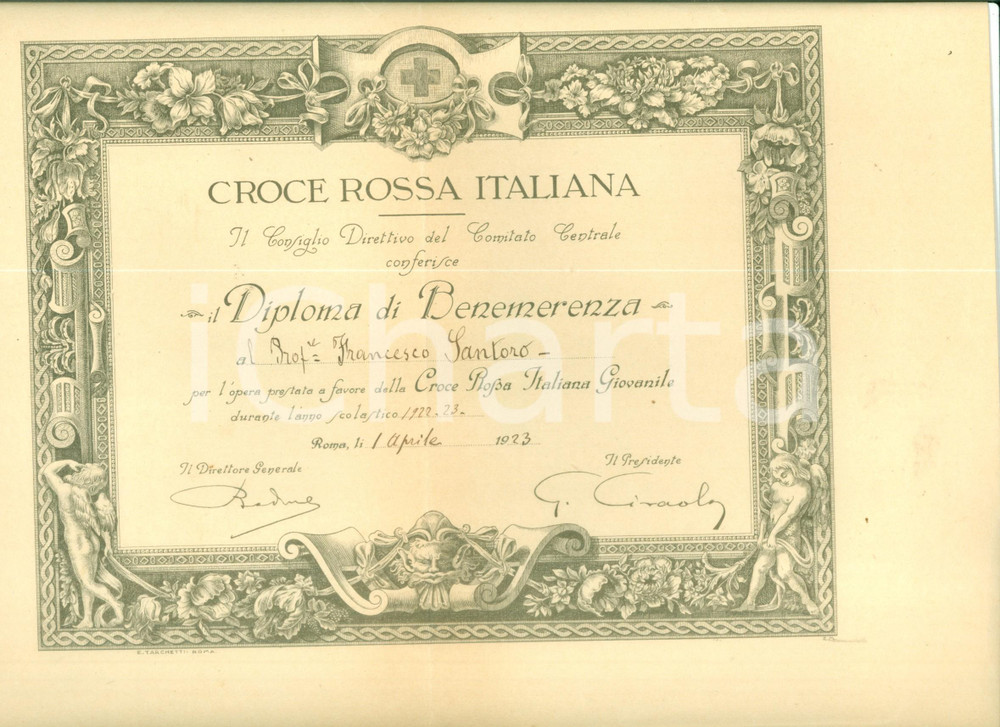 CROCE ROSSA ITALIANA
Il Consiglio Direttivo del Comitato Centrale
conferisce
il Diploma di Benemerenza
al Prof.re Francesco Santoro -
per l'opera prestata a favore della Croce Rossa Italiana Giovanile
durante l'anno scolastico 1922-23-
Roma, li 1 Aprile 1923
Il Direttore Generale
Il Presidente
G. Ciraolo
E. TARCHETTI ROMA
iCharta